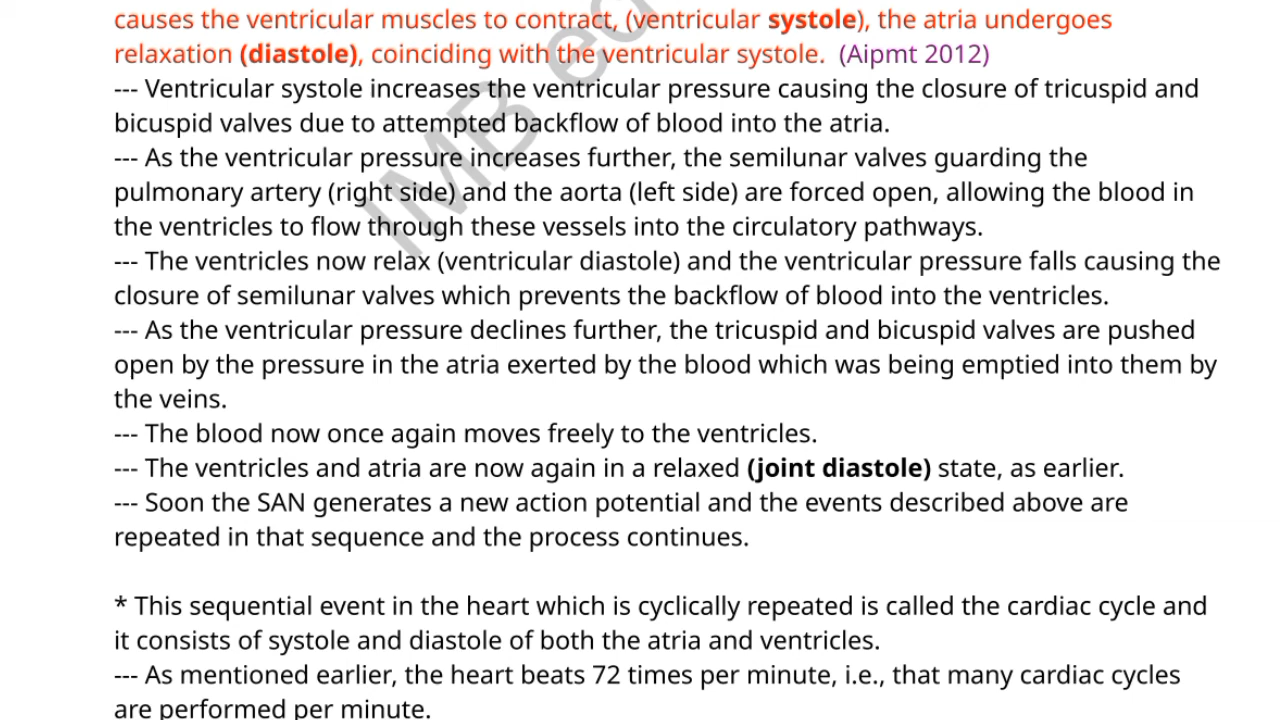 causes the ventricular muscles to contract, (ventricular systole), the atria undergoes
relaxation (diastole), coinciding with the ventricular systole.  (Aipmt 2012)
--- Ventricular systole increases the ventricular pressure causing the closure of tricuspid and
bicuspid valves due to attempted backflow of blood into the atria.
--- As the ventricular pressure increases further, the semilunar valves guarding the
pulmonary artery (right side) and the aorta (left side) are forced open, allowing the blood in
the ventricles to flow through these vessels into the circulatory pathways.
--- The ventricles now relax (ventricular diastole) and the ventricular pressure falls causing the
closure of semilunar valves which prevents the backflow of blood into the ventricles.
--- As the ventricular pressure declines further, the tricuspid and bicuspid valves are pushed
open by the pressure in the atria exerted by the blood which was being emptied into them by
the veins.
--- The blood now once again moves freely to the ventricles.
--- The ventricles and atria are now again in a relaxed (joint diastole) state, as earlier.
--- Soon the SAN generates a new action potential and the events described above are
repeated in that sequence and the process continues.
* This sequential event in the heart which is cyclically repeated is called the cardiac cycle and
it consists of systole and diastole of both the atria and ventricles.
--- As mentioned earlier, the heart beats 72 times per minute, i.e., that many cardiac cycles
are performed per minute.
IMB